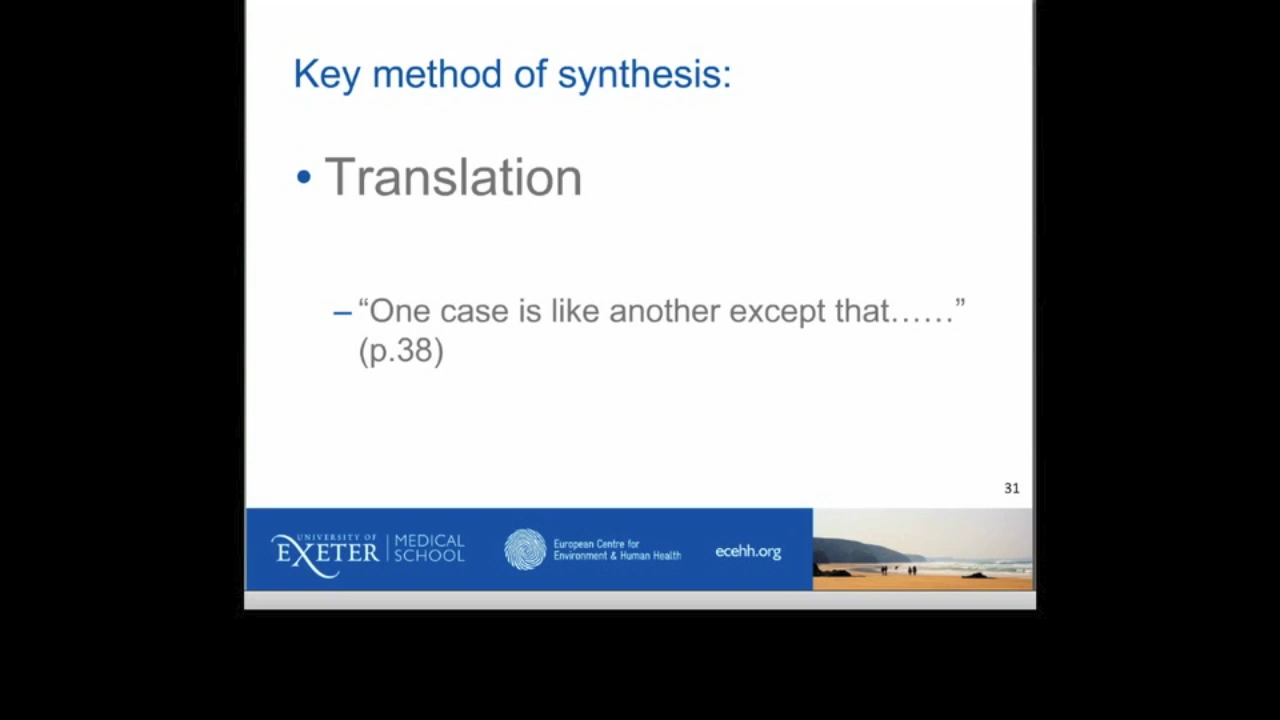 Key method of synthesis:
• Translation
– “One case is like another except that……”
(p.38)
31
UNIVERSITY OF
EXETER
MEDICAL
SCHOOL
European Centre for
Environment & Human Health
ecehh.org